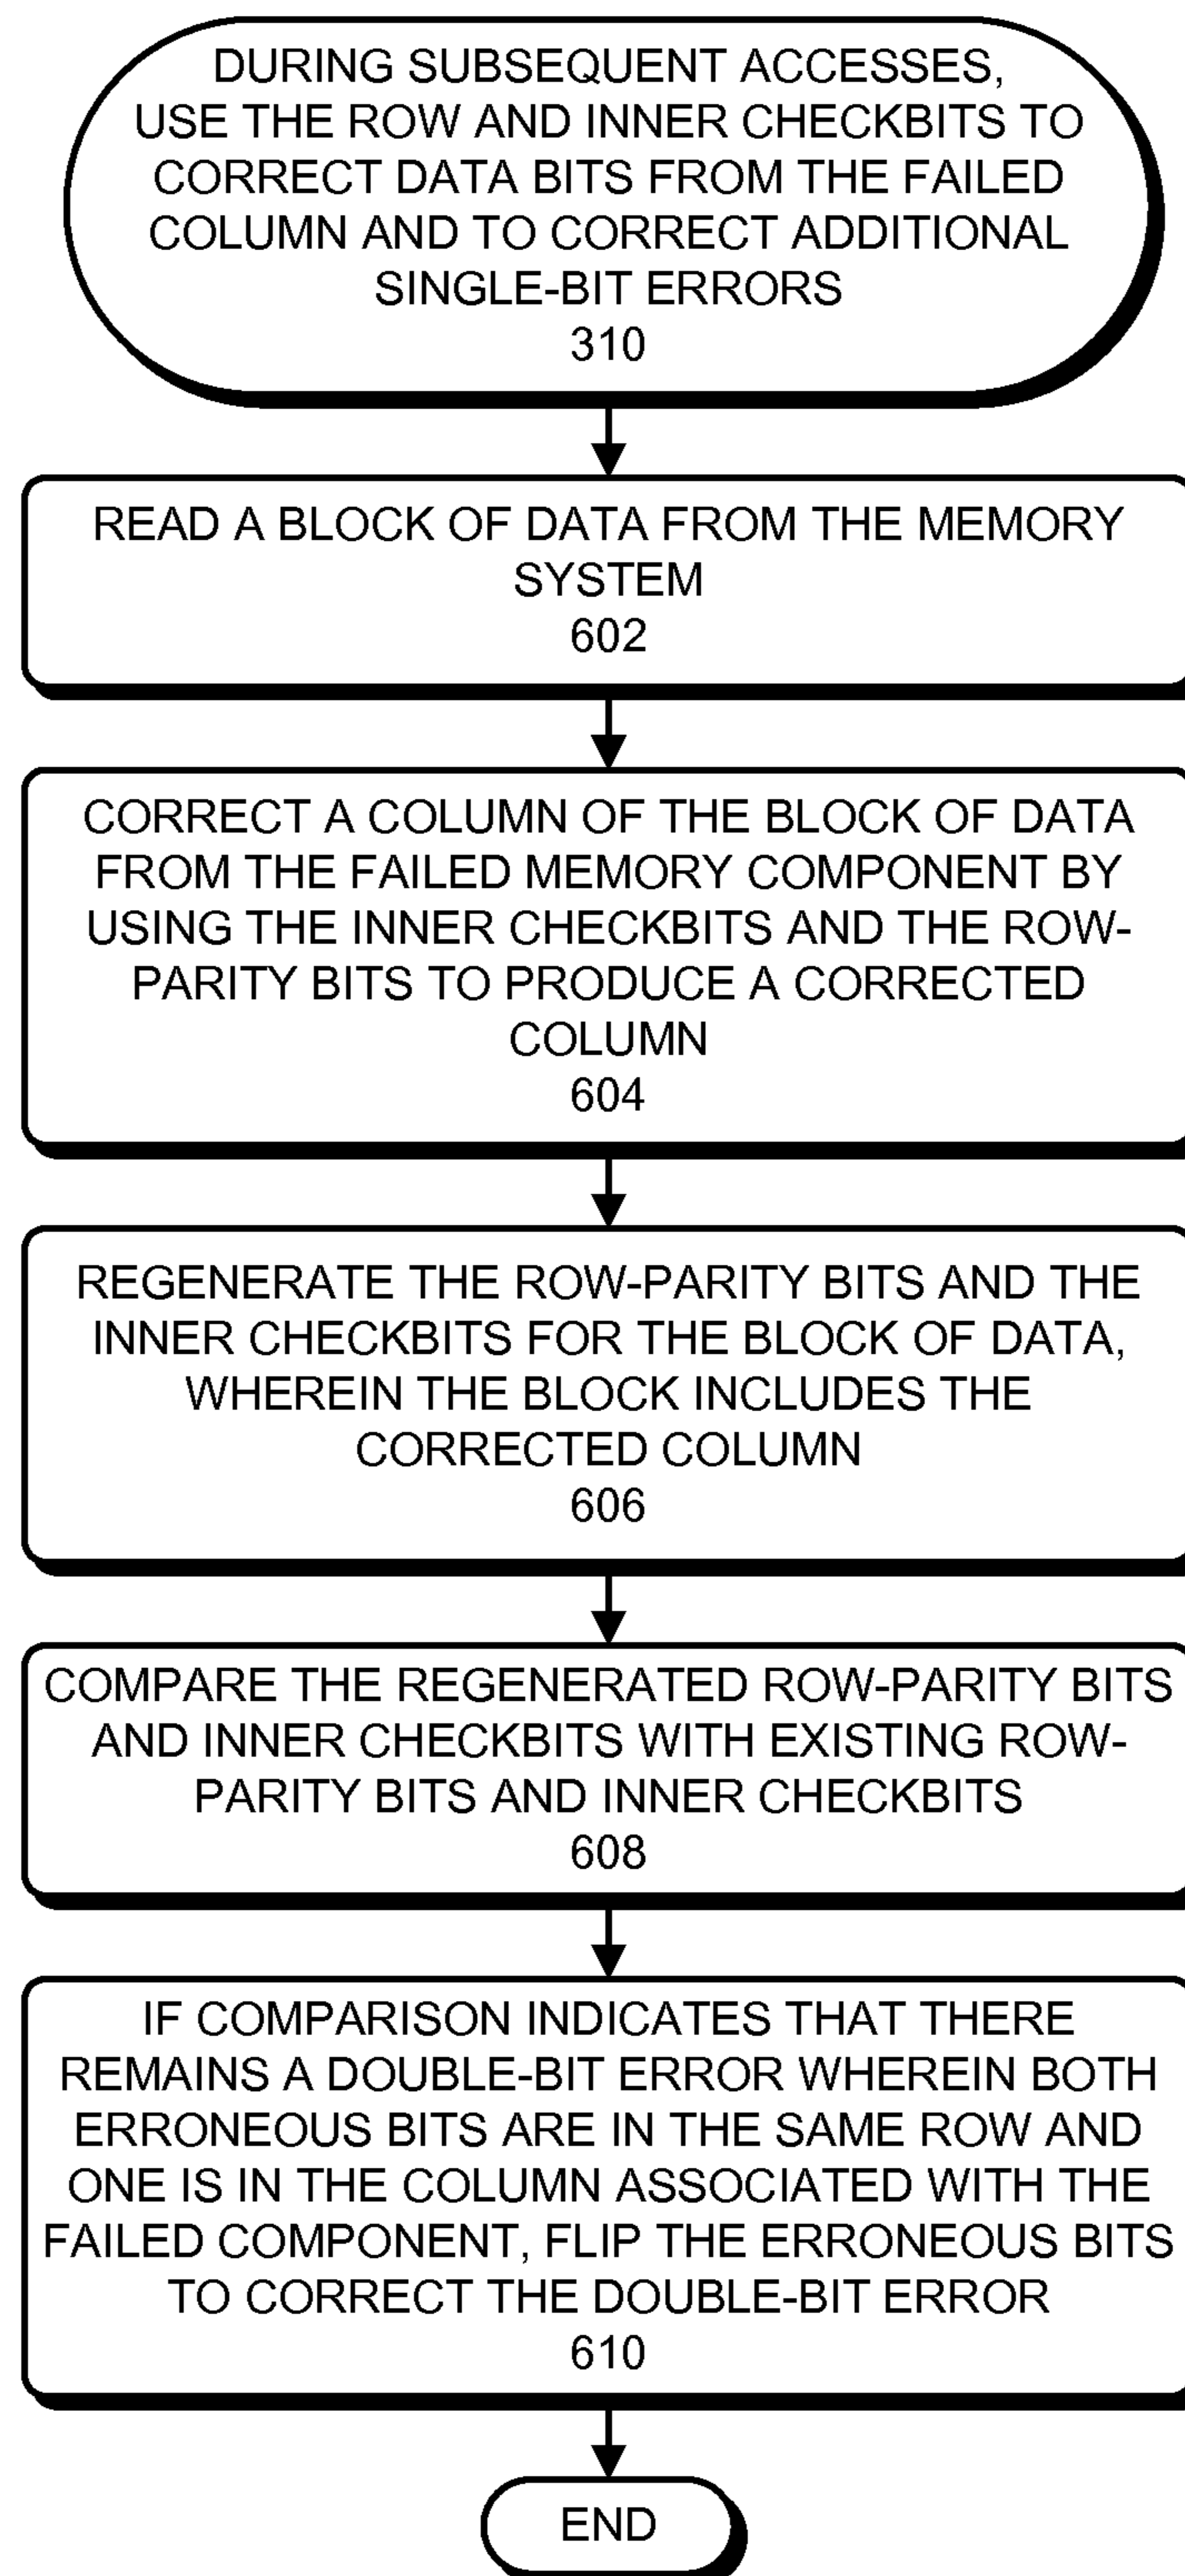 DURING SUBSEQUENT ACCESSES,
USE THE ROW AND INNER CHECKBITS TO
CORRECT DATA BITS FROM THE FAILED
COLUMN AND TO CORRECT ADDITIONAL
SINGLE-BIT ERRORS
310
READ A BLOCK OF DATA FROM THE MEMORY
SYSTEM
602
CORRECT A COLUMN OF THE BLOCK OF DATA
FROM THE FAILED MEMORY COMPONENT BY
USING THE INNER CHECKBITS AND THE ROW-
PARITY BITS TO PRODUCE A CORRECTED
COLUMN
604
REGENERATE THE ROW-PARITY BITS AND THE
INNER CHECKBITS FOR THE BLOCK OF DATA,
WHEREIN THE BLOCK INCLUDES THE
CORRECTED COLUMN
606
COMPARE THE REGENERATED ROW-PARITY BITS
AND INNER CHECKBITS WITH EXISTING ROW-
PARITY BITS AND INNER CHECKBITS
608
IF COMPARISON INDICATES THAT THERE
REMAINS A DOUBLE-BIT ERROR WHEREIN BOTH
ERRONEOUS BITS ARE IN THE SAME ROW AND
ONE IS IN THE COLUMN ASSOCIATED WITH THE
FAILED COMPONENT, FLIP THE ERRONEOUS BITS
TO CORRECT THE DOUBLE-BIT ERROR
610
END